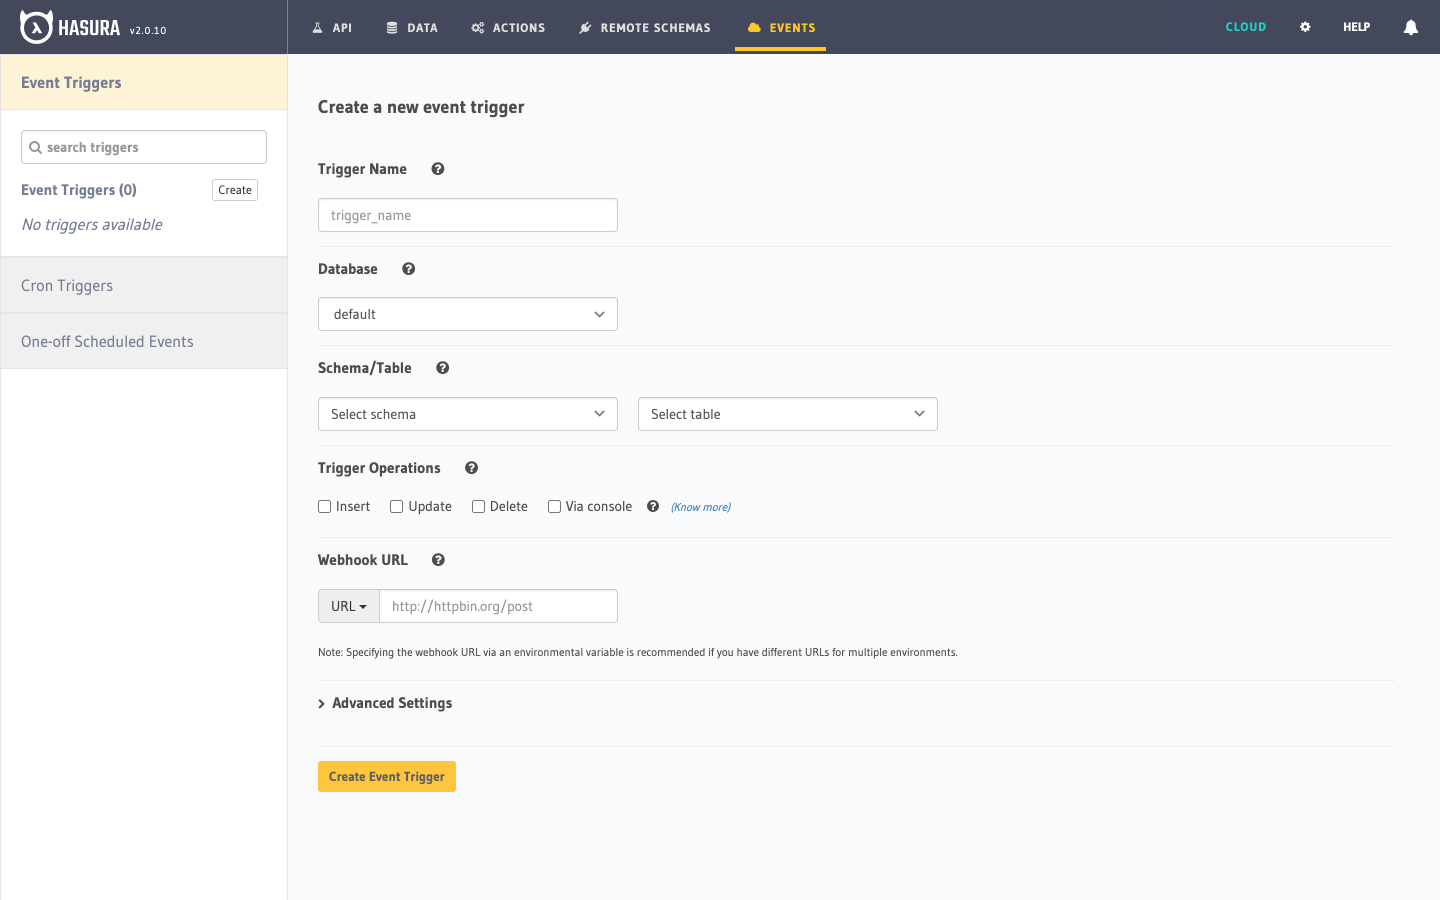 HASURA v2.0.10
API DATA ACTIONS REMOTE SCHEMAS EVENTS
CLOUD HELP
Event Triggers
search triggers
Event Triggers (0) Create
No triggers available
Cron Triggers
One-off Scheduled Events
Create a new event trigger
Trigger Name
trigger_name
Database
default
Schema/Table
Select schema Select table
Trigger Operations
Insert Update Delete Via console (Know more)
Webhook URL
URL http://httpbin.org/post
Note: Specifying the webhook URL via an environmental variable is recommended if you have different URLs for multiple environments.
Advanced Settings
Create Event Trigger